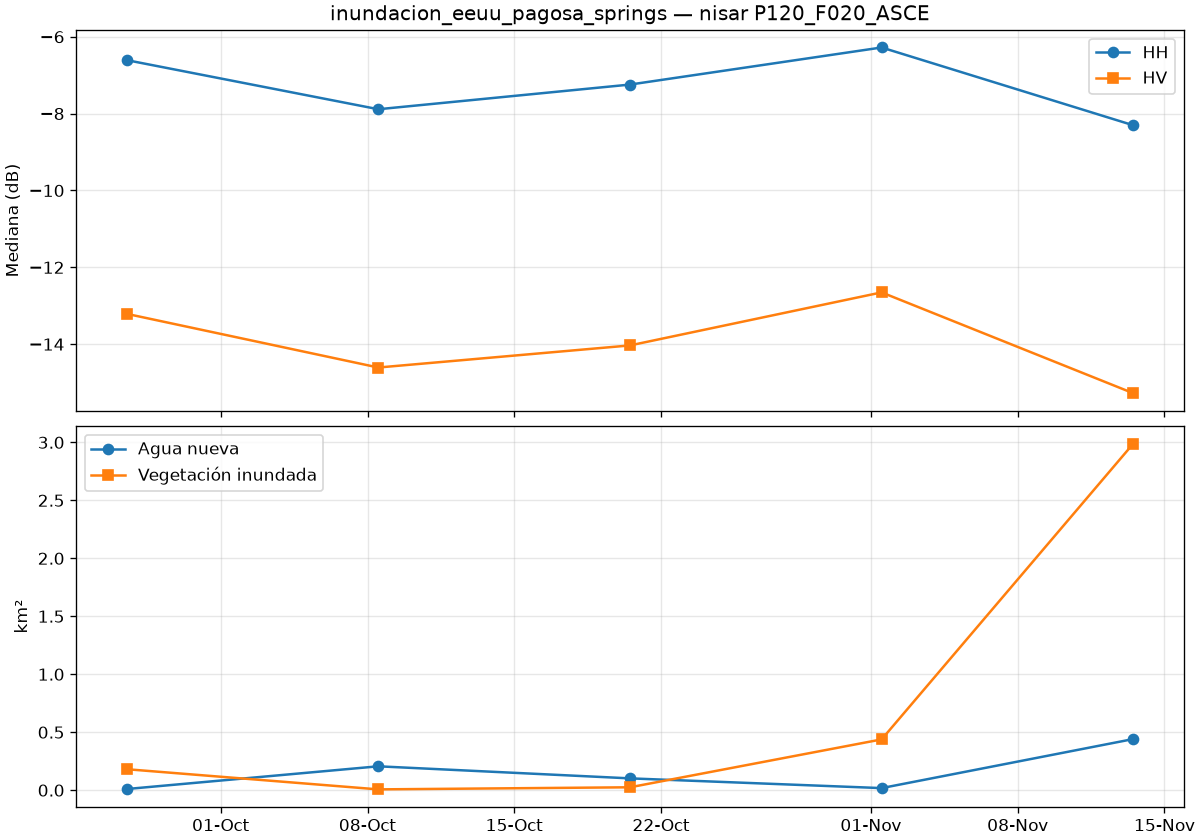 inundacion_eeuu_pagosa_springs — nisar P120_F020_ASCE
HH
HV
Mediana (dB)
−6
−8
−10
−12
−14
Agua nueva
Vegetación inundada
km²
3.0
2.5
2.0
1.5
1.0
0.5
0.0
01-Oct 08-Oct 15-Oct 22-Oct 01-Nov 08-Nov 15-Nov